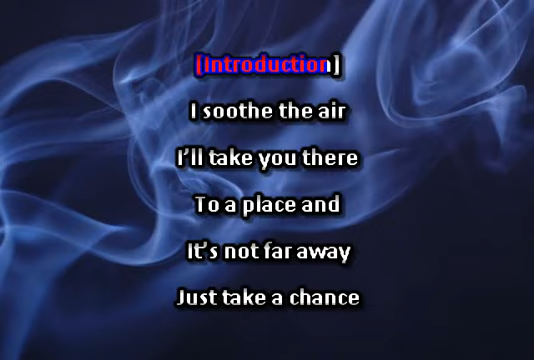 [Introduction]
I soothe the air
I'll take you there
To a place and
It's not far away
Just take a chance